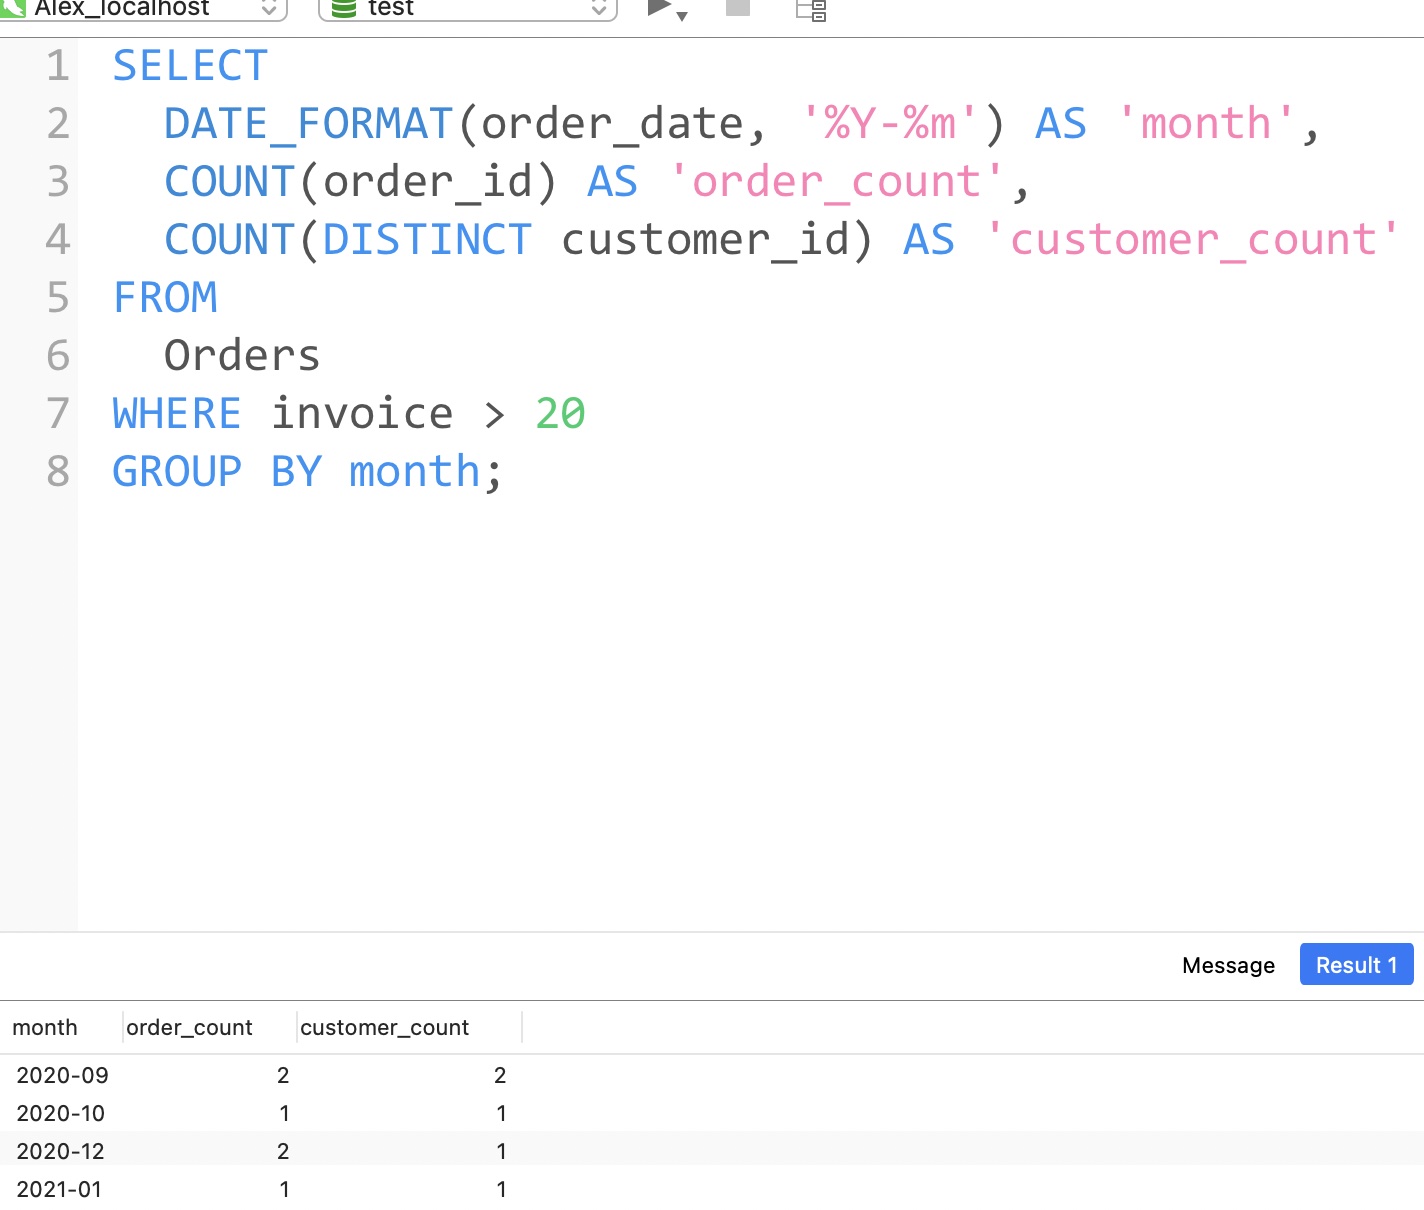 Alex_localhost test
1 SELECT
2 DATE_FORMAT(order_date, '%Y-%m') AS 'month',
3 COUNT(order_id) AS 'order_count',
4 COUNT(DISTINCT customer_id) AS 'customer_count'
5 FROM
6 Orders
7 WHERE invoice > 20
8 GROUP BY month;
Message Result 1
month order_count customer_count
2020-09 2 2
2020-10 1 1
2020-12 2 1
2021-01 1 1